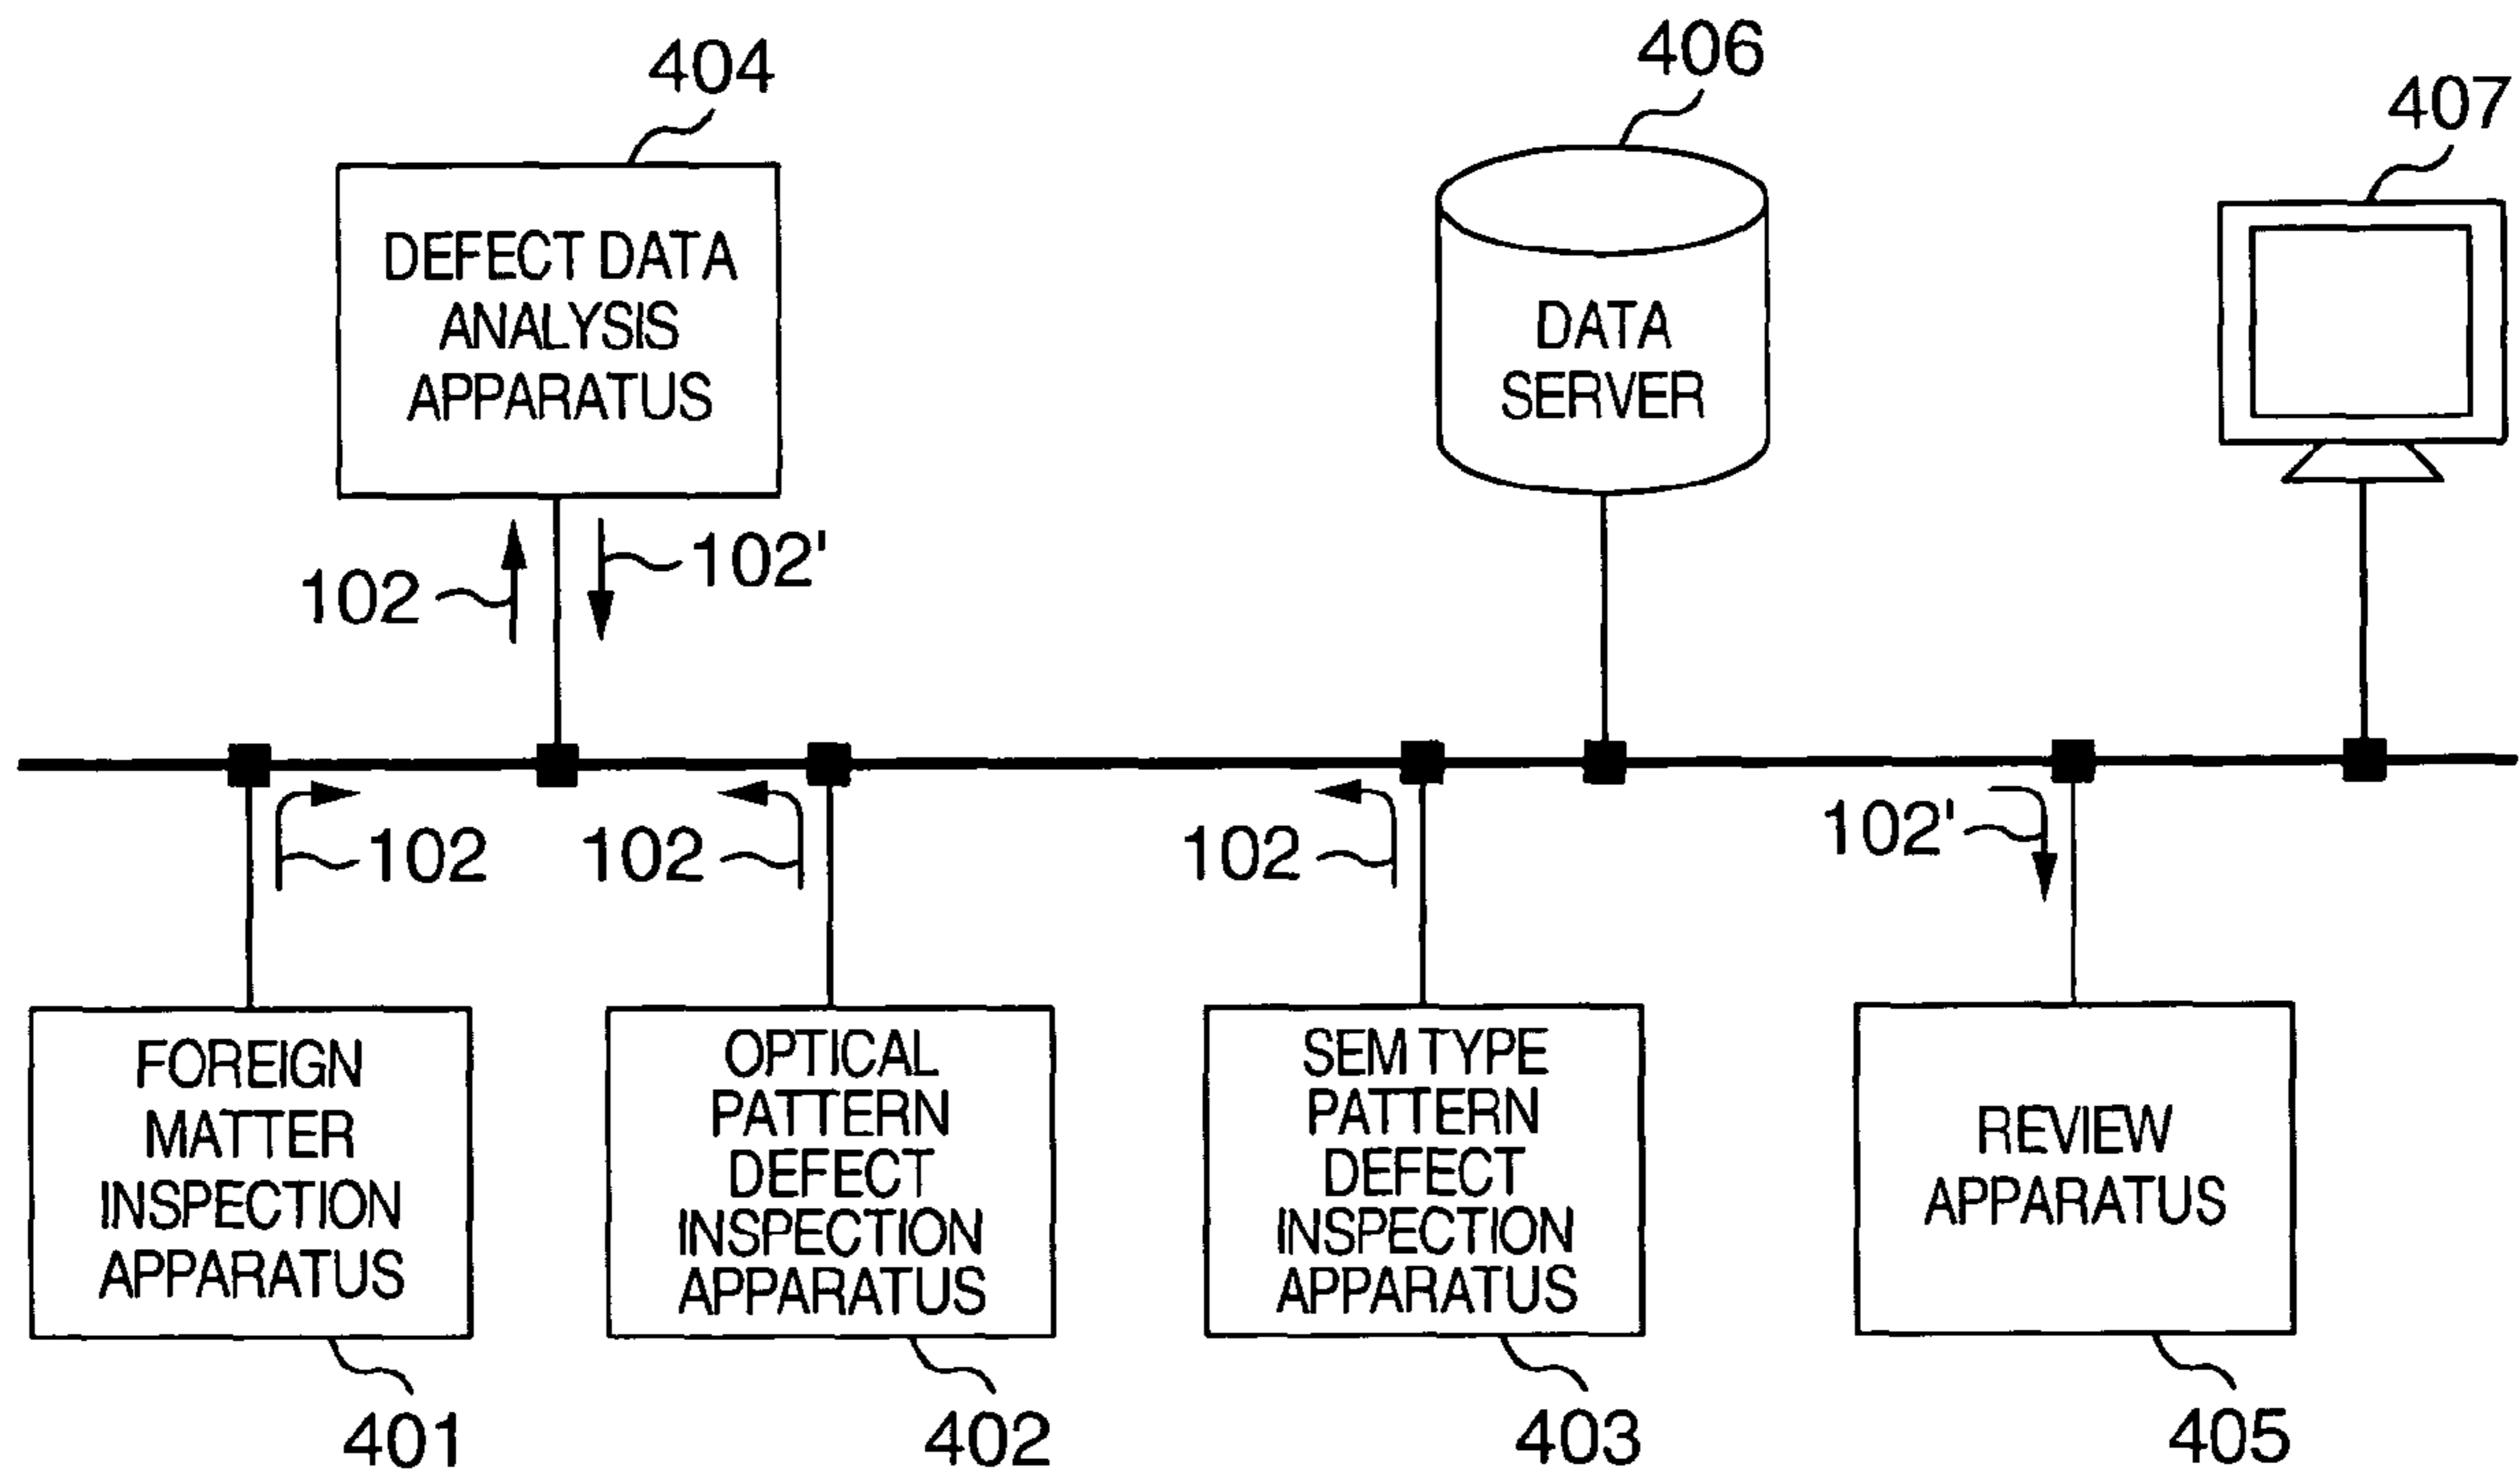 404
406
407
DEFECT DATA
ANALYSIS
APPARATUS
DATA
SERVER
102
102'
102
102
102
102'
FOREIGN
MATTER
INSPECTION
APPARATUS
OPTICAL
PATTERN
DEFECT
INSPECTION
APPARATUS
SEM TYPE
PATTERN
DEFECT
INSPECTION
APPARATUS
REVIEW
APPARATUS
401
402
403
405